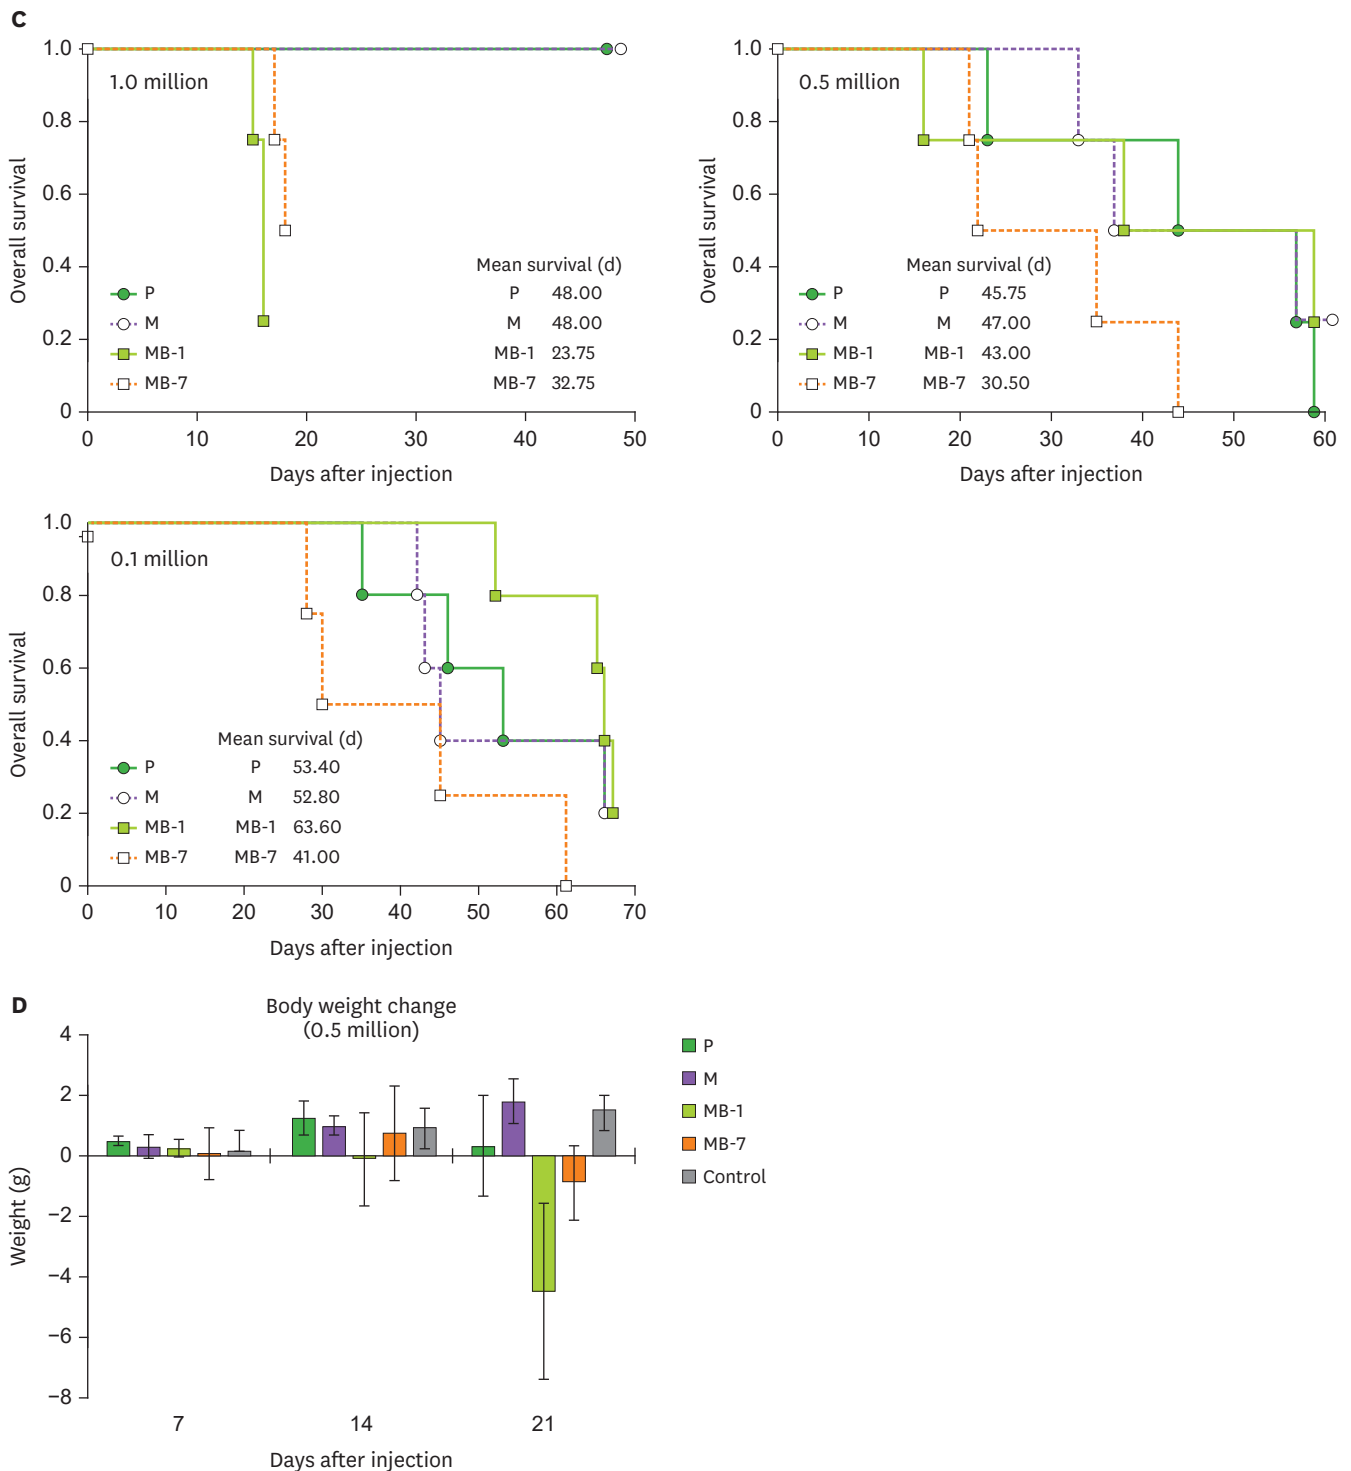 C
1.0 million
1.0
0.8
0.6
0.4
0.2
0
Overall survival
Mean survival (d)
P P 48.00
M M 48.00
MB-1 MB-1 23.75
MB-7 MB-7 32.75
0 10 20 30 40 50
Days after injection
0.5 million
1.0
0.8
0.6
0.4
0.2
0
Overall survival
Mean survival (d)
P P 45.75
M M 47.00
MB-1 MB-1 43.00
MB-7 MB-7 30.50
0 10 20 30 40 50 60
Days after injection
0.1 million
1.0
0.8
0.6
0.4
0.2
0
Overall survival
Mean survival (d)
P P 53.40
M M 52.80
MB-1 MB-1 63.60
MB-7 MB-7 41.00
0 10 20 30 40 50 60 70
Days after injection
D
Body weight change
(0.5 million)
4
2
0
−2
−4
−6
−8
Weight (g)
7 14 21
Days after injection
P
M
MB-1
MB-7
Control